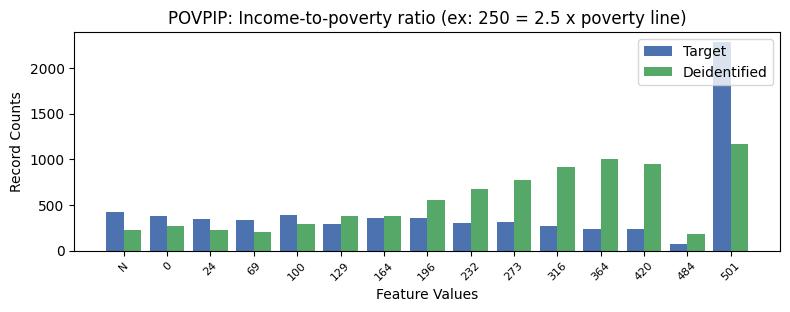 POVPIP: Income-to-poverty ratio (ex: 250 = 2.5 x poverty line)
Target
Deidentified
Record Counts
2000
1500
1000
500
0
N 0 24 69 100 129 164 196 232 273 316 364 420 484 501
Feature Values